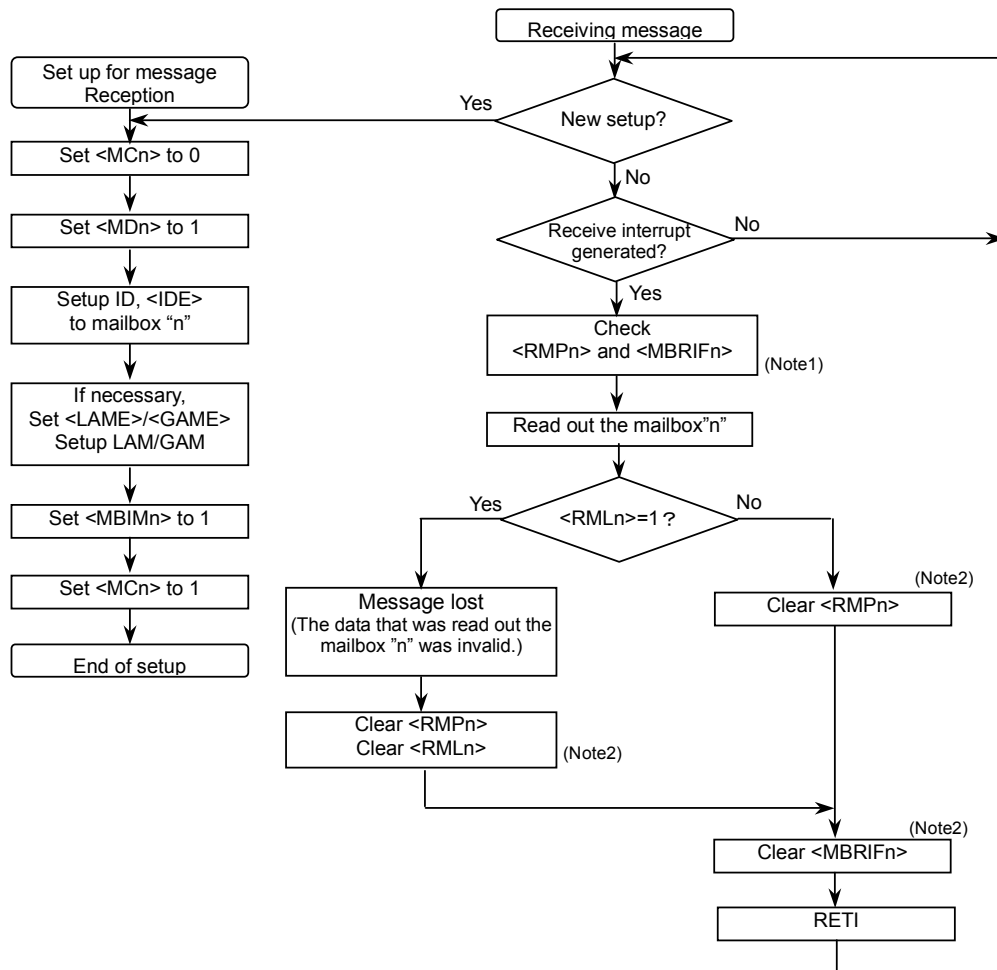 Receiving message
Set up for message
Reception
Yes
New setup?
Set <MCn> to 0
No
Set <MDn> to 1
Receive interrupt
generated?
No
Yes
Setup ID, <IDE>
to mailbox “n”
Check
<RMPn> and <MBRIFn>
(Note1)
If necessary,
Set <LAME>/<GAME>
Setup LAM/GAM
Read out the mailbox"n"
Yes
No
<RMLn>=1？
Set <MBIMn> to 1
Set <MCn> to 1
Message lost
(The data that was read out the
mailbox ”n” was invalid.)
(Note2)
Clear <RMPn>
End of setup
Clear <RMPn>
Clear <RMLn>
(Note2)
(Note2)
Clear <MBRIFn>
RETI